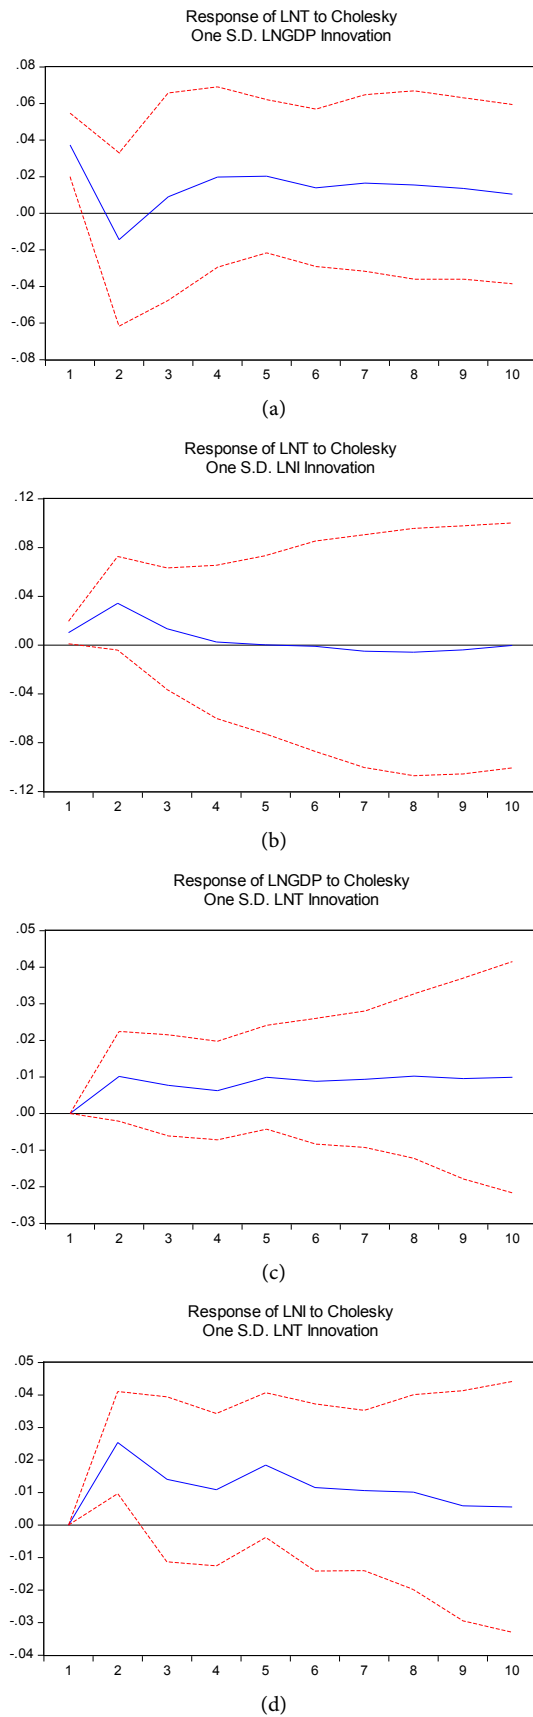 Response of LNT to Cholesky
One S.D. LNGDP Innovation
.08
.06
.04
.02
.00
-.02
-.04
-.06
-.08
1 2 3 4 5 6 7 8 9 10
(a)
Response of LNT to Cholesky
One S.D. LNI Innovation
.12
.08
.04
.00
-.04
-.08
-.12
1 2 3 4 5 6 7 8 9 10
(b)
Response of LNGDP to Cholesky
One S.D. LNT Innovation
.05
.04
.03
.02
.01
.00
-.01
-.02
-.03
1 2 3 4 5 6 7 8 9 10
(c)
Response of LNI to Cholesky
One S.D. LNT Innovation
.05
.04
.03
.02
.01
.00
-.01
-.02
-.03
-.04
1 2 3 4 5 6 7 8 9 10
(d)